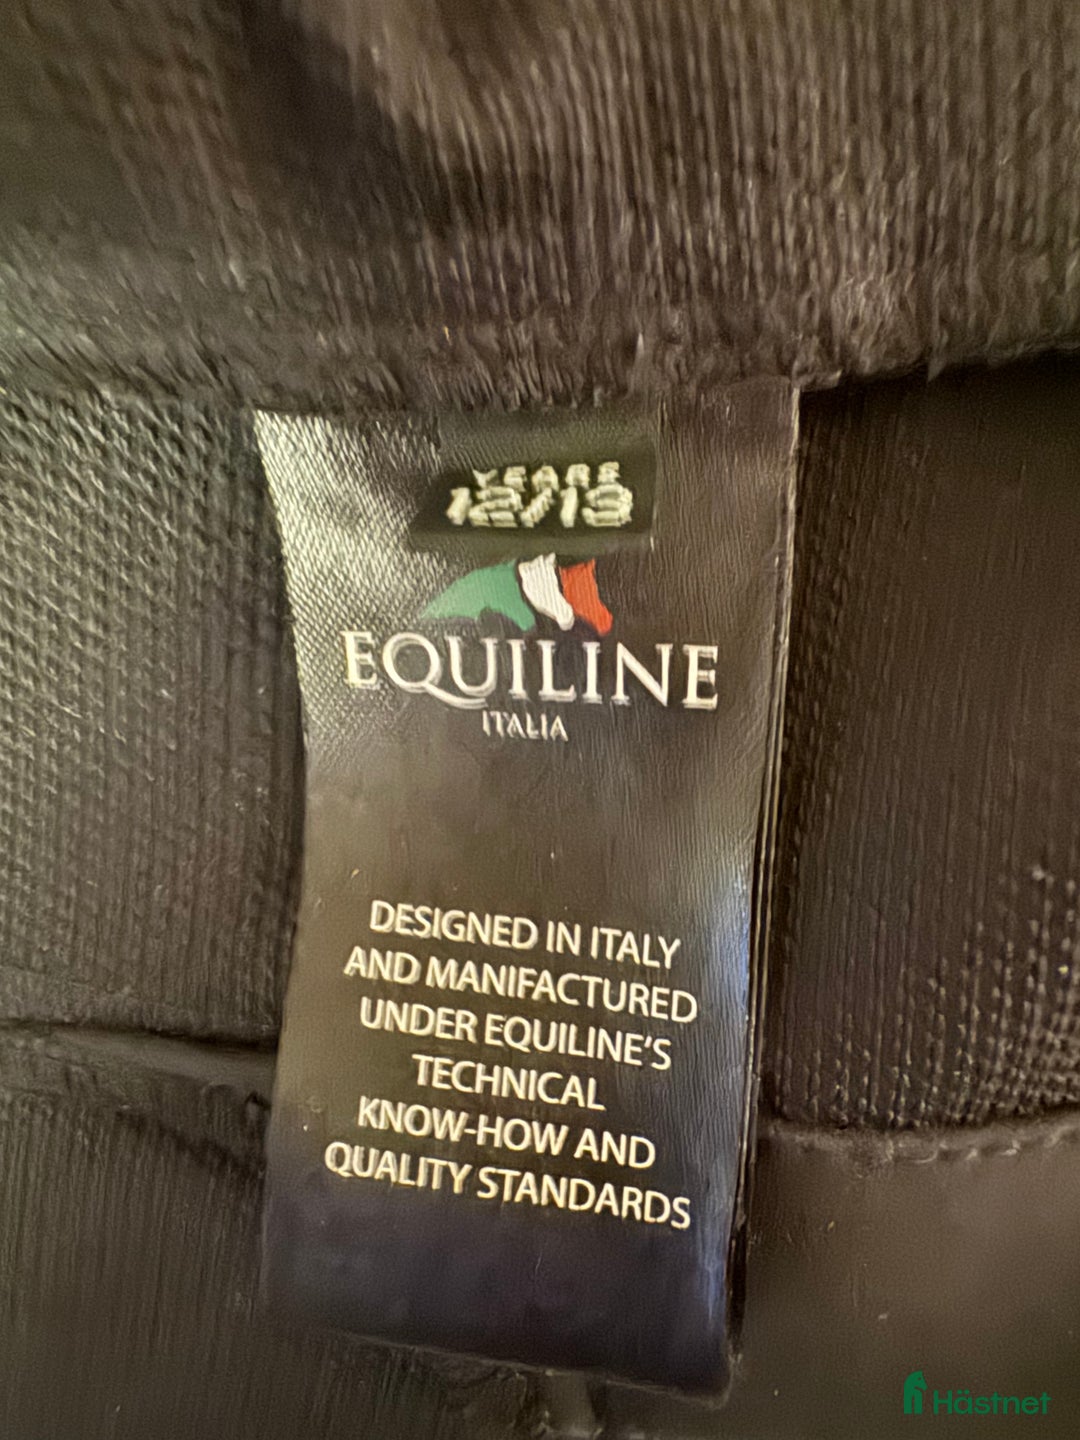 YEARS
12/13
EQUILINE
ITALIA
DESIGNED IN ITALY
AND MANIFACTURED
UNDER EQUILINE'S
TECHNICAL
KNOW-HOW AND
QUALITY STANDARDS
Hästnet